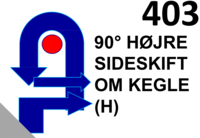 403
90° HØJRE
SIDESKIFT
OM KEGLE
(H)